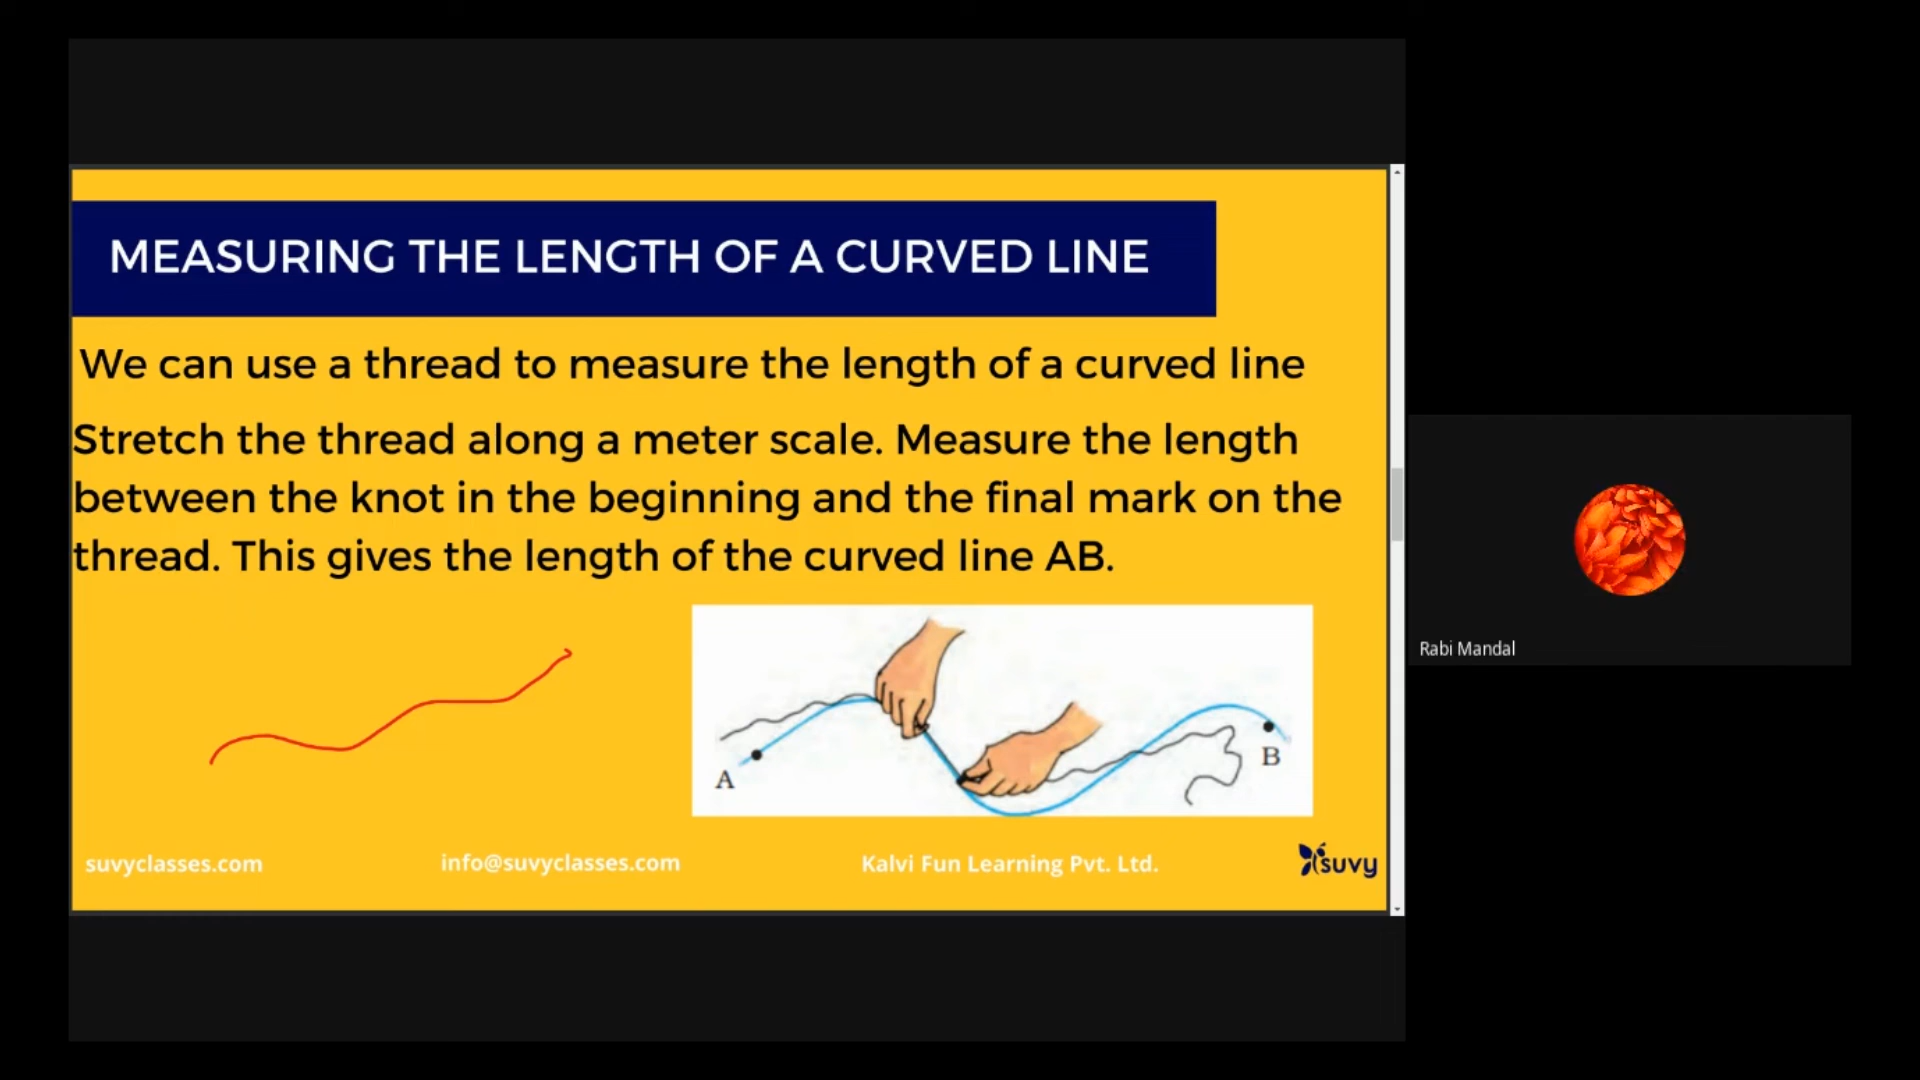 MEASURING THE LENGTH OF A CURVED LINE
We can use a thread to measure the length of a curved line
Stretch the thread along a meter scale. Measure the length
between the knot in the beginning and the final mark on the
thread. This gives the length of the curved line AB.
A
B
suvyclasses.com
info@suvyclasses.com
Kalvi Fun Learning Pvt. Ltd.
suvy
Rabi Mandal